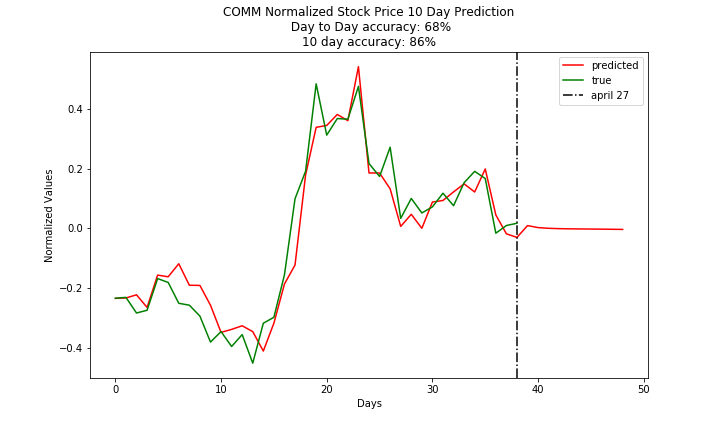 COMM Normalized Stock Price 10 Day Prediction
Day to Day accuracy: 68%
10 day accuracy: 86%
predicted
true
april 27
0.4
0.2
0.0
−0.2
−0.4
Normalized Values
0 10 20 30 40 50
Days